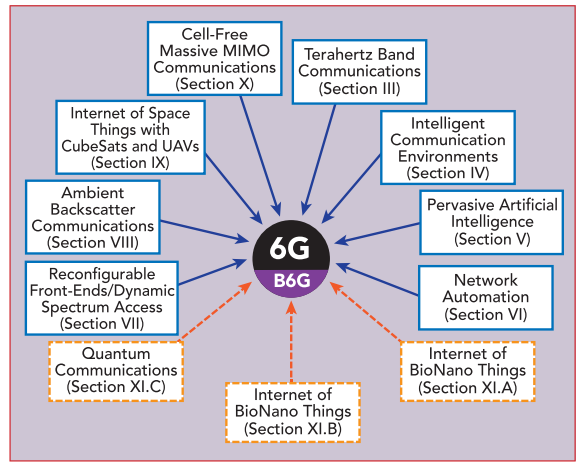 Cell-Free
Massive MIMO
Communications
(Section X)
Terahertz Band
Communications
(Section III)
Internet of Space
Things with
CubeSats and UAVs
(Section IX)
Intelligent
Communication
Environments
(Section IV)
Ambient
Backscatter
Communications
(Section VIII)
Pervasive Artificial
Intelligence
(Section V)
6G
B6G
Reconfigurable
Front-Ends/Dynamic
Spectrum Access
(Section VII)
Network
Automation
(Section VI)
Quantum
Communications
(Section XI.C)
Internet of
BioNano Things
(Section XI.B)
Internet of
BioNano Things
(Section XI.A)